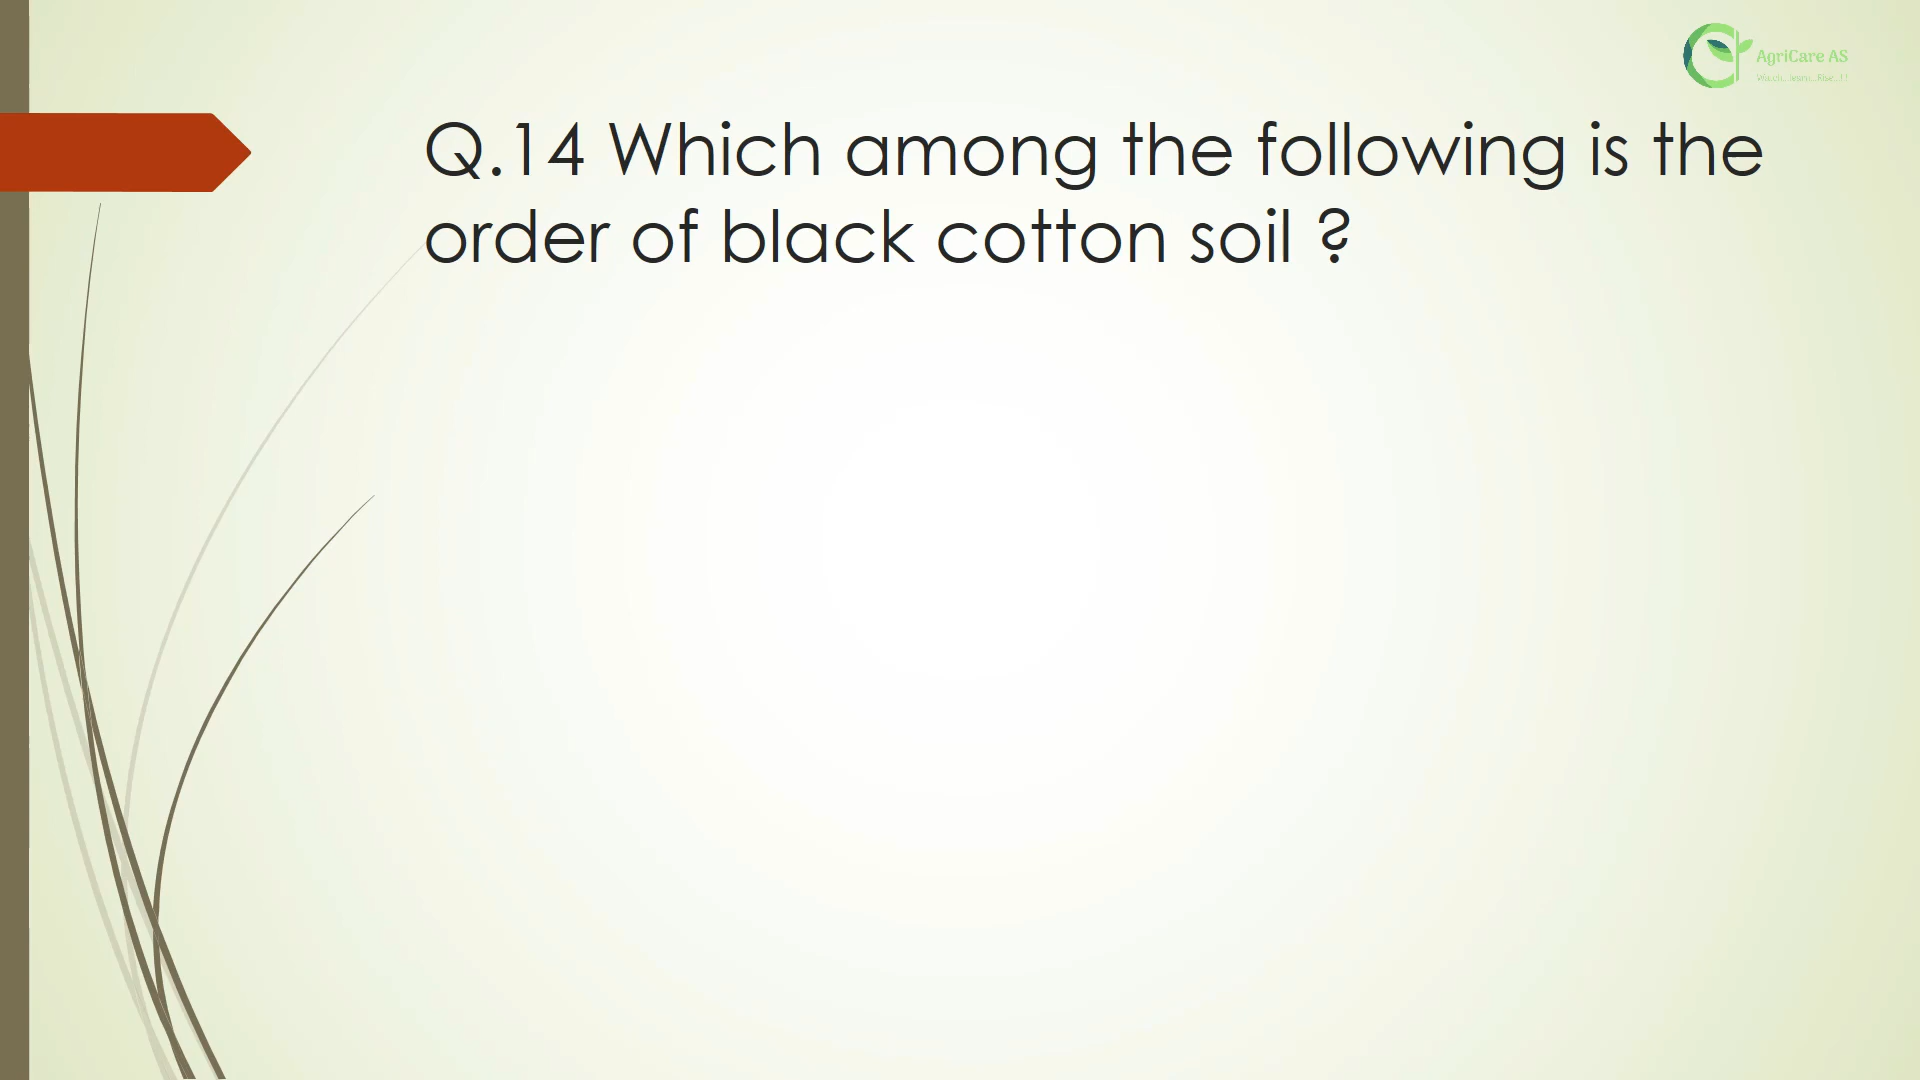 AgriCare AS
Q.14 Which among the following is the
order of black cotton soil ?